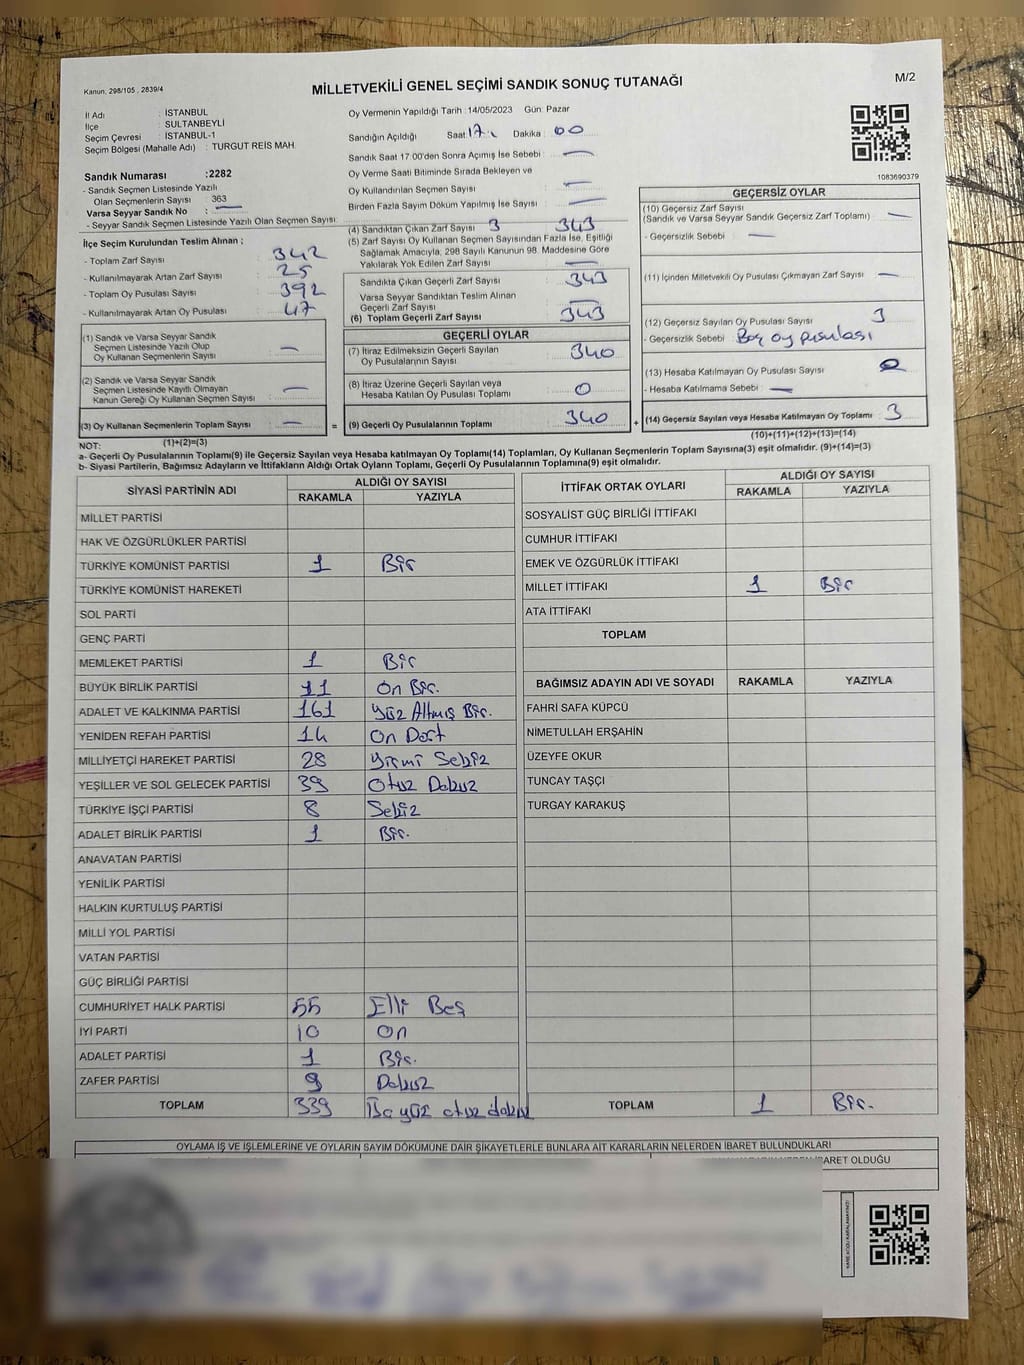 Kanun, 298/105 , 2839/4
MİLLETVEKİLİ GENEL SEÇİMİ SANDIK SONUÇ TUTANAĞI
M/2
İl Adı : İSTANBUL
İlçe : SULTANBEYLİ
Seçim Çevresi : İSTANBUL-1
Seçim Bölgesi (Mahalle Adı) : TURGUT REİS MAH.
Sandık Numarası :2282
- Sandık Seçmen Listesinde Yazılı
Olan Seçmenlerin Sayısı 363
Varsa Seyyar Sandık No : —
- Seyyar Sandık Seçmen Listesinde Yazılı Olan Seçmen Sayısı:
İlçe Seçim Kurulundan Teslim Alınan ;
- Toplam Zarf Sayısı : 342
- Kullanılmayarak Artan Zarf Sayısı : 25
- Toplam Oy Pusulası Sayısı : 392
- Kullanılmayarak Artan Oy Pusulası : 47
(1) Sandık ve Varsa Seyyar Sandık
Seçmen Listesinde Yazılı Olup
Oy Kullanan Seçmenlerin Sayısı : —
(2) Sandık ve Varsa Seyyar Sandık
Seçmen Listesinde Kayıtlı Olmayan
Kanun Gereği Oy Kullanan Seçmen Sayısı : —
(3) Oy Kullanan Seçmenlerin Toplam Sayısı : —
(1)+(2)=(3)
Oy Vermenin Yapıldığı Tarih :14/05/2023 Gün: Pazar
Sandığın Açıldığı Saat 17 Dakika : 00
Sandık Saat 17:00'den Sonra Açımış İse Sebebi : —
Oy Verme Saati Bitiminde Sırada Bekleyen ve
Oy Kullandırılan Seçmen Sayısı : —
Birden Fazla Sayım Döküm Yapılmış İse Sayısı : —
(4) Sandıktan Çıkan Zarf Sayısı 3 343
(5) Zarf Sayısı Oy Kullanan Seçmen Sayısından Fazla İse, Eşitliği
Sağlamak Amacıyla, 298 Sayılı Kanunun 98. Maddesine Göre
Yakılarak Yok Edilen Zarf Sayısı : —
Sandıkta Çıkan Geçerli Zarf Sayısı : 343
Varsa Seyyar Sandıktan Teslim Alınan
Geçerli Zarf Sayısı : —
(6) Toplam Geçerli Zarf Sayısı : 343
GEÇERLİ OYLAR
(7) İtiraz Edilmeksizin Geçerli Sayılan
Oy Pusulalarının Sayısı : 340
(8) İtiraz Üzerine Geçerli Sayılan veya
Hesaba Katılan Oy Pusulası Toplamı : 0
= (9) Geçerli Oy Pusulalarının Toplamı : 340 +
1083690379
GEÇERSİZ OYLAR
(10) Geçersiz Zarf Sayısı
(Sandık ve Varsa Seyyar Sandık Geçersiz Zarf Toplamı) : —
- Geçersizlik Sebebi : —
(11) İçinden Milletvekili Oy Pusulası Çıkmayan Zarf Sayısı : —
(12) Geçersiz Sayılan Oy Pusulası Sayısı : 3
- Geçersizlik Sebebi : Boş oy pusulası
(13) Hesaba Katılmayan Oy Pusulası Sayısı : 0
- Hesaba Katılmama Sebebi : —
(14) Geçersiz Sayılan veya Hesaba Katılmayan Oy Toplamı : 3
(10)+(11)+(12)+(13)=(14)
NOT:
a- Geçerli Oy Pusulalarının Toplam(9) ile Geçersiz Sayılan veya Hesaba katılmayan Oy Toplamı(14) Toplamları, Oy Kullanan Seçmenlerin Toplam Sayısına(3) eşit olmalıdır. (9)+(14)=(3)
b- Siyasi Partilerin, Bağımsız Adayların ve İttifakların Aldığı Ortak Oyların Toplamı, Geçerli Oy Pusulalarının Toplamına(9) eşit olmalıdır.
SİYASİ PARTİNİN ADI ALDIĞI OY SAYISI
RAKAMLA YAZIYLA
MİLLET PARTİSİ
HAK VE ÖZGÜRLÜKLER PARTİSİ
TÜRKİYE KOMÜNİST PARTİSİ 1 Bir
TÜRKİYE KOMÜNİST HAREKETİ
SOL PARTİ
GENÇ PARTİ
MEMLEKET PARTİSİ 1 Bir
BÜYÜK BİRLİK PARTİSİ 11 On Bir.
ADALET VE KALKINMA PARTİSİ 161 Yüz Altmış Bir.
YENİDEN REFAH PARTİSİ 14 On Dört
MİLLİYETÇİ HAREKET PARTİSİ 28 Yirmi Sekiz
YEŞİLLER VE SOL GELECEK PARTİSİ 39 Otuz Dokuz
TÜRKİYE İŞÇİ PARTİSİ 8 Sekiz
ADALET BİRLİK PARTİSİ 1 Bir.
ANAVATAN PARTİSİ
YENİLİK PARTİSİ
HALKIN KURTULUŞ PARTİSİ
MİLLİ YOL PARTİSİ
VATAN PARTİSİ
GÜÇ BİRLİĞİ PARTİSİ
CUMHURİYET HALK PARTİSİ 55 Elli Beş
İYİ PARTİ 10 On
ADALET PARTİSİ 1 Bir.
ZAFER PARTİSİ 9 Dokuz
TOPLAM 339 Üç yüz otuz dokuz
İTTİFAK ORTAK OYLARI ALDIĞI OY SAYISI
RAKAMLA YAZIYLA
SOSYALİST GÜÇ BİRLİĞİ İTTİFAKI
CUMHUR İTTİFAKI
EMEK VE ÖZGÜRLÜK İTTİFAKI
MİLLET İTTİFAKI 1 Bir
ATA İTTİFAKI
TOPLAM
BAĞIMSIZ ADAYIN ADI VE SOYADI RAKAMLA YAZIYLA
FAHRİ SAFA KÜPCÜ
NİMETULLAH ERŞAHİN
ÜZEYFE OKUR
TUNCAY TAŞÇI
TURGAY KARAKUŞ
TOPLAM 1 Bir.
OYLAMA İŞ VE İŞLEMLERİNE VE OYLARIN SAYIM DÖKÜMÜNE DAİR ŞİKAYETLERLE BUNLARA AİT KARARLARIN NELERDEN İBARET BULUNDUKLARI
İBARET OLDUĞU